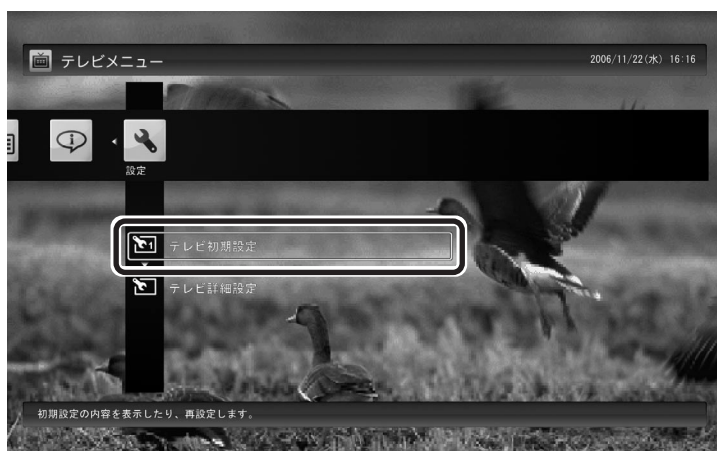 テレビメニュー
2006/11/22(水) 16:16
設定
1 テレビ初期設定
テレビ詳細設定
初期設定の内容を表示したり、再設定します。